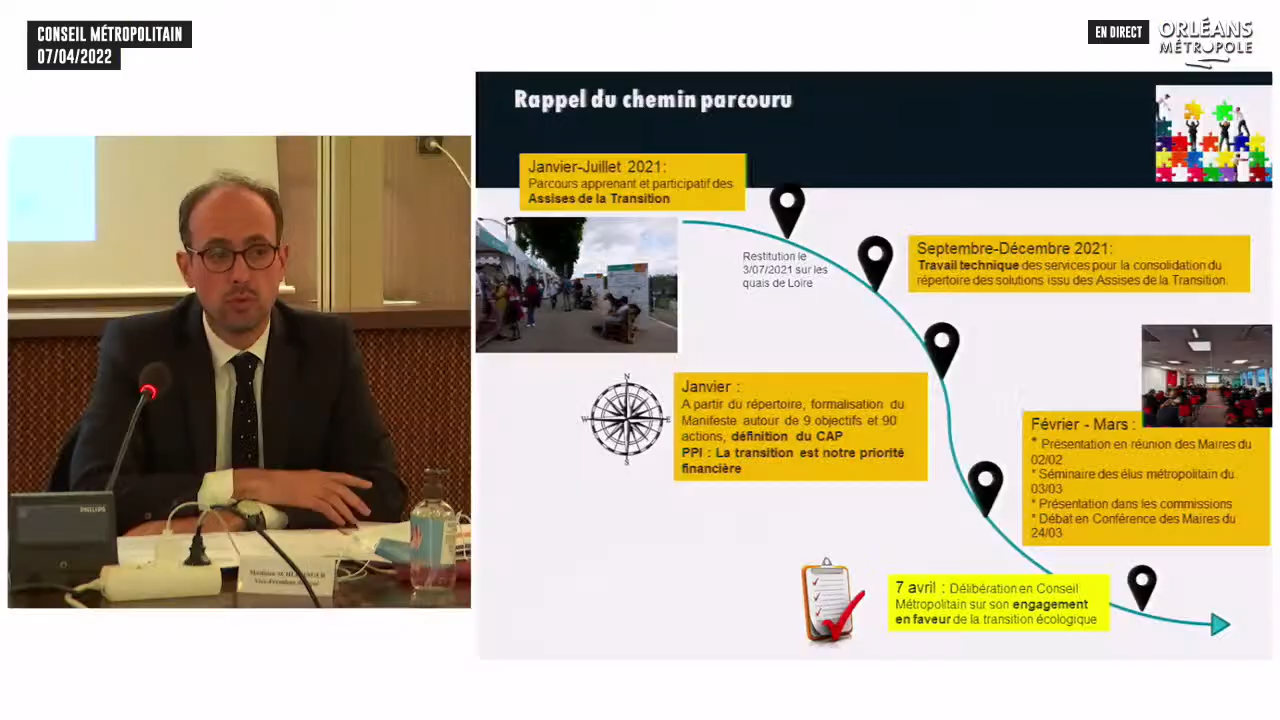 CONSEIL MÉTROPOLITAIN
07/04/2022
EN DIRECT
ORLÉANS
MÉTROPOLE
Rappel du chemin parcouru
Janvier-Juillet 2021:
Parcours apprenant et participatif des
Assises de la Transition
Restitution le
3/07/2021 sur les
quais de Loire
Septembre-Décembre 2021:
Travail technique des services pour la consolidation du
répertoire des solutions issu des Assises de la Transition.
N
W
E
S
Janvier :
A partir du répertoire, formalisation du
Manifeste autour de 9 objectifs et 90
actions, définition du CAP
PPI : La transition est notre priorité
financière
Février - Mars :
* Présentation en réunion des Maires du
02/02
* Séminaire des élus métropolitain du
03/03
* Présentation dans les commissions
* Débat en Conférence des Maires du
24/03
7 avril : Délibération en Conseil
Métropolitain sur son engagement
en faveur de la transition écologique
PHILIPS